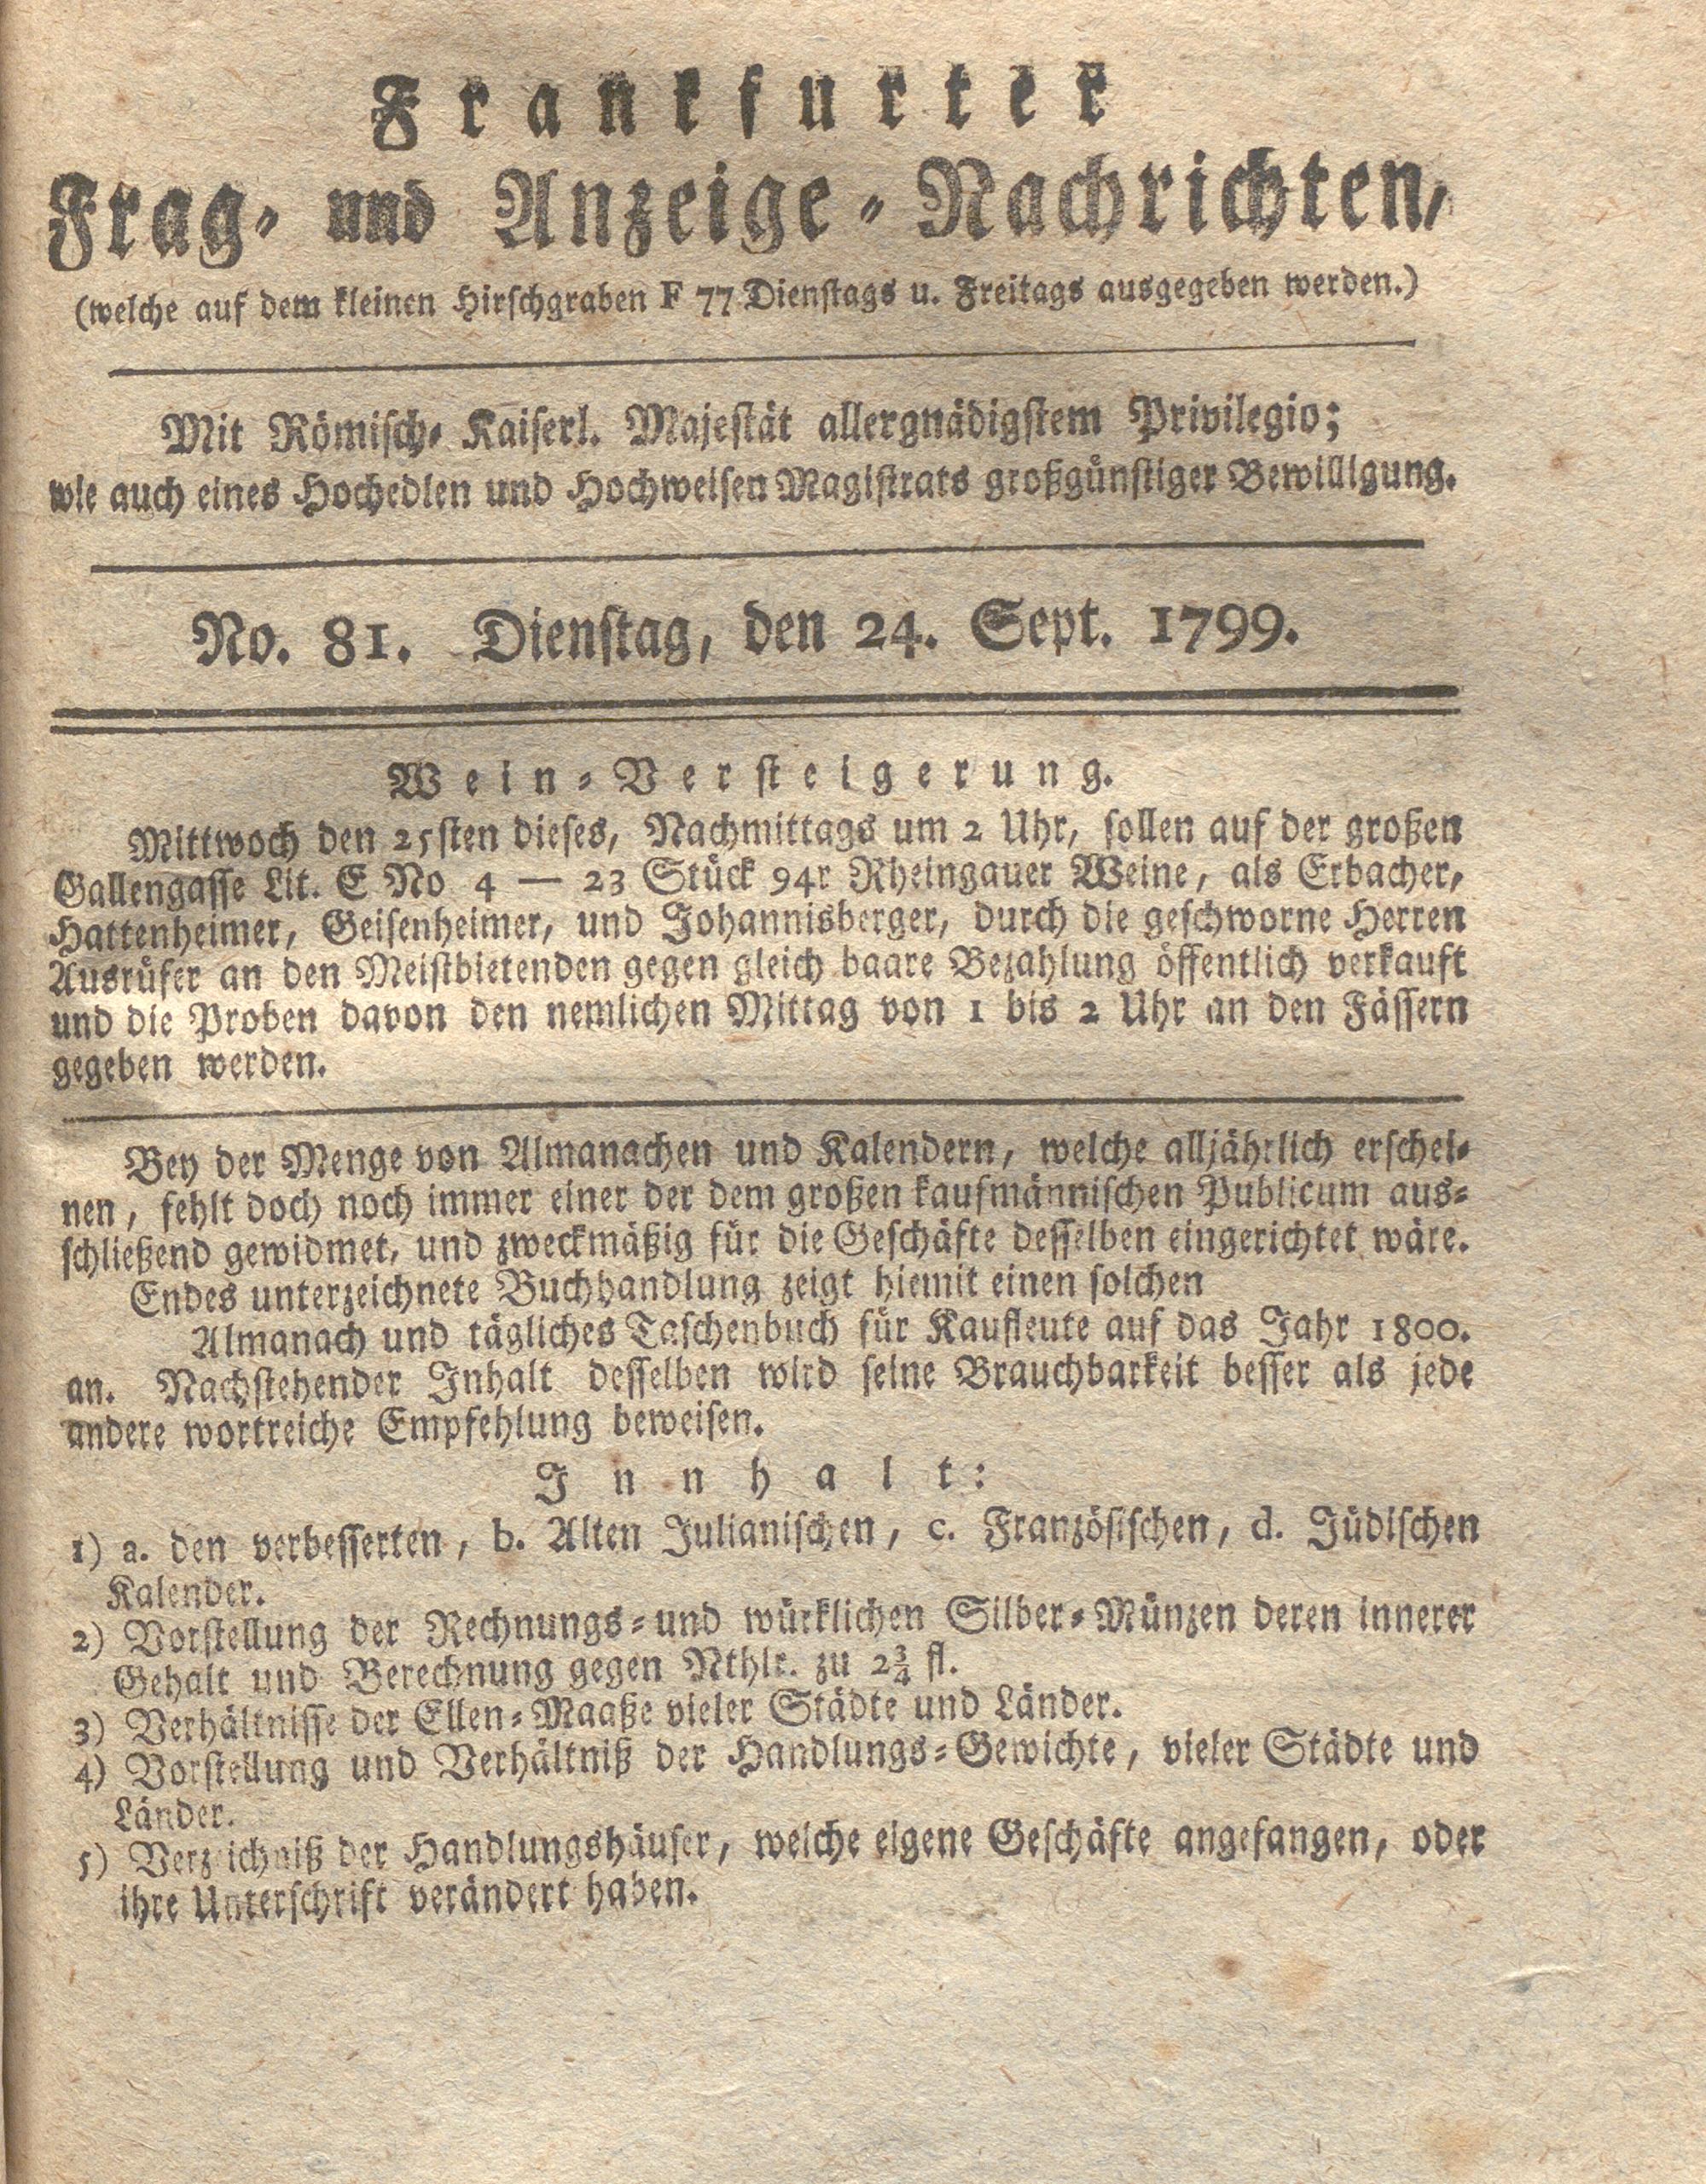 Frankfurter
Frag- und Anzeige-Nachrichten,
(welche auf dem kleinen Hirschgraben F 77 Dienstags u. Freitags ausgegeben werden.)
Mit Römisch- Kaiserl. Majestät allergnädigstem Privilegio;
wie auch eines Hochedlen und Hochweisen Magistrats großgünstiger Bewilligung.
No. 81. Dienstag, den 24. Sept. 1799.
Wein-Versteigerung.
Mittwoch den 25sten dieses, Nachmittags um 2 Uhr, sollen auf der großen
Gallengasse Lit. E No 4 — 23 Stück 94r Rheingauer Weine, als Erbacher,
Hattenheimer, Geisenheimer, und Johannisberger, durch die geschworne Herren
Ausrüfer an den Meistbietenden gegen gleich baare Bezahlung öffentlich verkauft
und die Proben davon den nemlichen Mittag von 1 bis 2 Uhr an den Fässern
gegeben werden.
Bey der Menge von Almanachen und Kalendern, welche alljährlich erschei-
nen, fehlt doch noch immer einer der dem großen kaufmännischen Publicum aus-
schließend gewidmet, und zweckmäßig für die Geschäfte desselben eingerichtet wäre.
Endes unterzeichnete Buchhandlung zeigt hiemit einen solchen
Almanach und tägliches Taschenbuch für Kaufleute auf das Jahr 1800.
an. Nachstehender Inhalt desselben wird seine Brauchbarkeit besser als jede
andere wortreiche Empfehlung beweisen.
Innhalt:
1) a. den verbesserten, b. Alten Julianischen, c. Französischen, d. Jüdischen
Kalender.
2) Vorstellung der Rechnungs-und würklichen Silber-Münzen deren innerer
Gehalt und Berechnung gegen Rthlr. zu 2¾ fl.
3) Verhältnisse der Ellen-Maaße vieler Städte und Länder.
4) Vorstellung und Verhältniß der Handlungs-Gewichte, vieler Städte und
Länder.
5) Verzeichniß der Handlungshäuser, welche eigene Geschäfte angefangen, oder
ihre Unterschrift verändert haben.